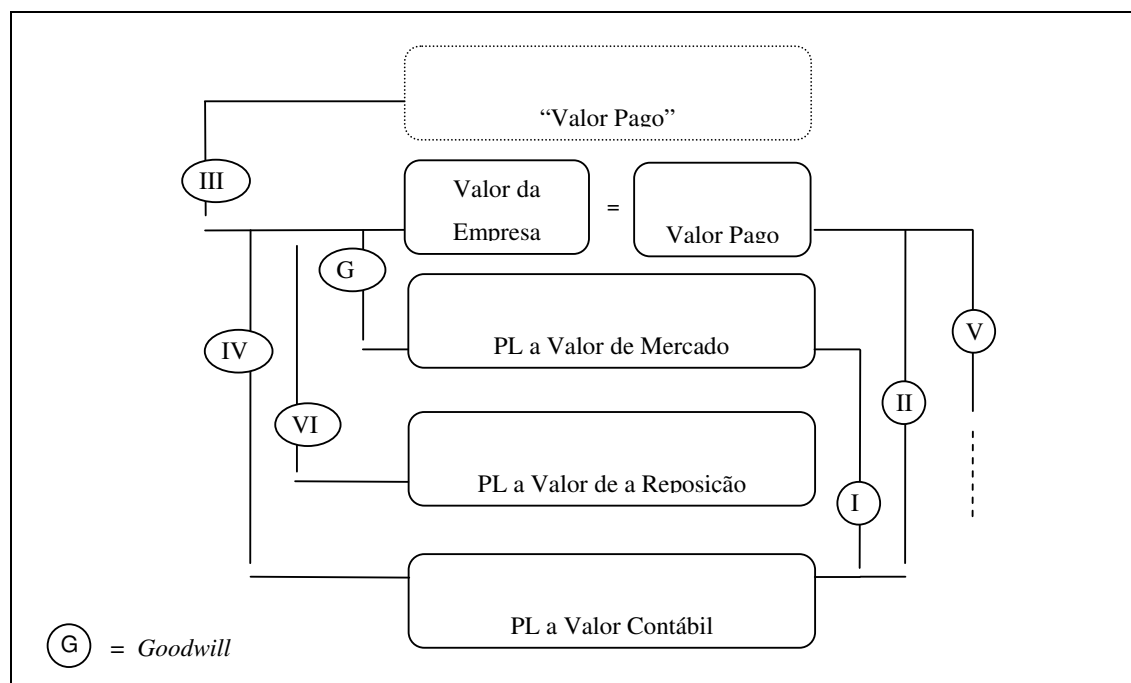 “Valor Pago”
III
Valor da
Empresa
=
Valor Pago
G
V
IV
PL a Valor de Mercado
II
VI
PL a Valor de a Reposição
I
PL a Valor Contábil
G = Goodwill